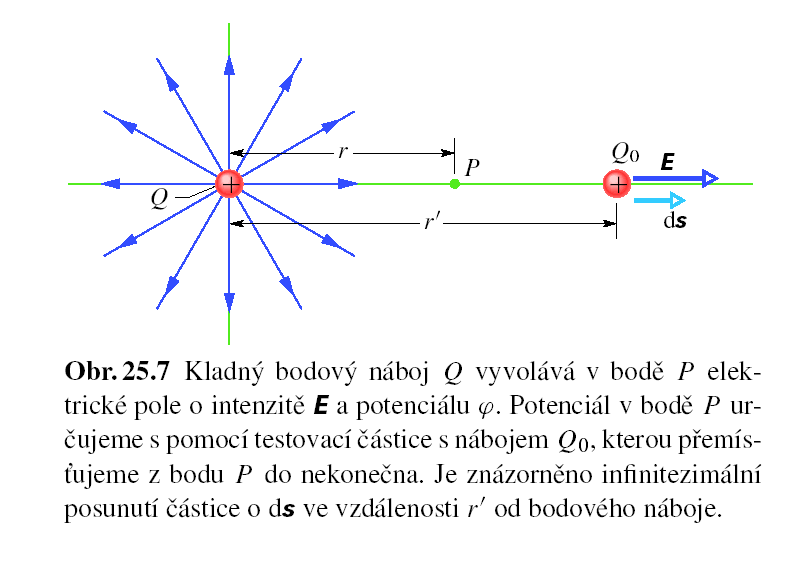 r
P
Q₀
E
Q
r′
ds
Obr. 25.7 Kladný bodový náboj Q vyvolává v bodě P elek-
trické pole o intenzitě E a potenciálu φ. Potenciál v bodě P ur-
čujeme s pomocí testovací částice s nábojem Q₀, kterou přemís-
ťujeme z bodu P do nekonečna. Je znázorněno infinitezimální
posunutí částice o ds ve vzdálenosti r′ od bodového náboje.